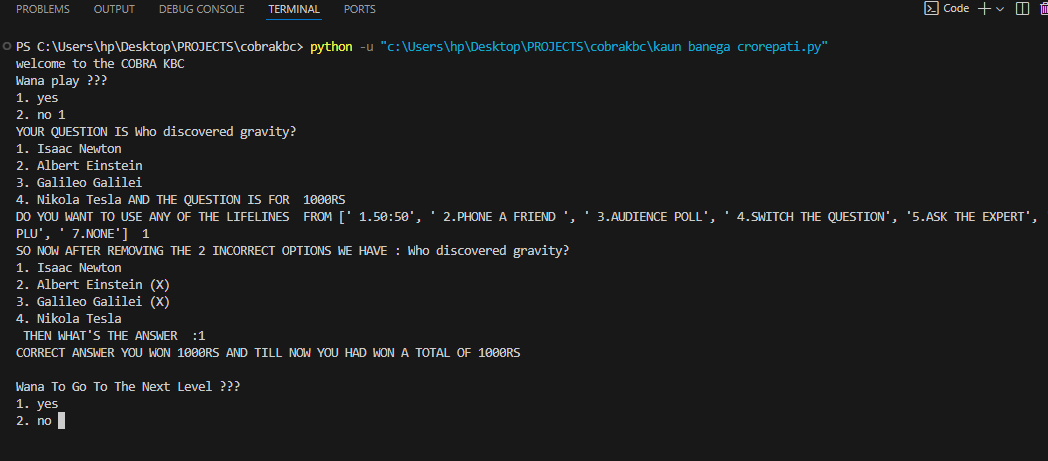 PROBLEMS OUTPUT DEBUG CONSOLE TERMINAL PORTS Code
PS C:\Users\hp\Desktop\PROJECTS\cobrakbc> python -u "c:\Users\hp\Desktop\PROJECTS\cobrakbc\kaun banega crorepati.py"
welcome to the COBRA KBC
Wana play ???
1. yes
2. no 1
YOUR QUESTION IS Who discovered gravity?
1. Isaac Newton
2. Albert Einstein
3. Galileo Galilei
4. Nikola Tesla AND THE QUESTION IS FOR  1000RS
DO YOU WANT TO USE ANY OF THE LIFELINES  FROM [' 1.50:50', ' 2.PHONE A FRIEND ', ' 3.AUDIENCE POLL', ' 4.SWITCH THE QUESTION', '5.ASK THE EXPERT',
PLU', ' 7.NONE']  1
SO NOW AFTER REMOVING THE 2 INCORRECT OPTIONS WE HAVE : Who discovered gravity?
1. Isaac Newton
2. Albert Einstein (X)
3. Galileo Galilei (X)
4. Nikola Tesla
 THEN WHAT'S THE ANSWER  :1
CORRECT ANSWER YOU WON 1000RS AND TILL NOW YOU HAD WON A TOTAL OF 1000RS
Wana To Go To The Next Level ???
1. yes
2. no